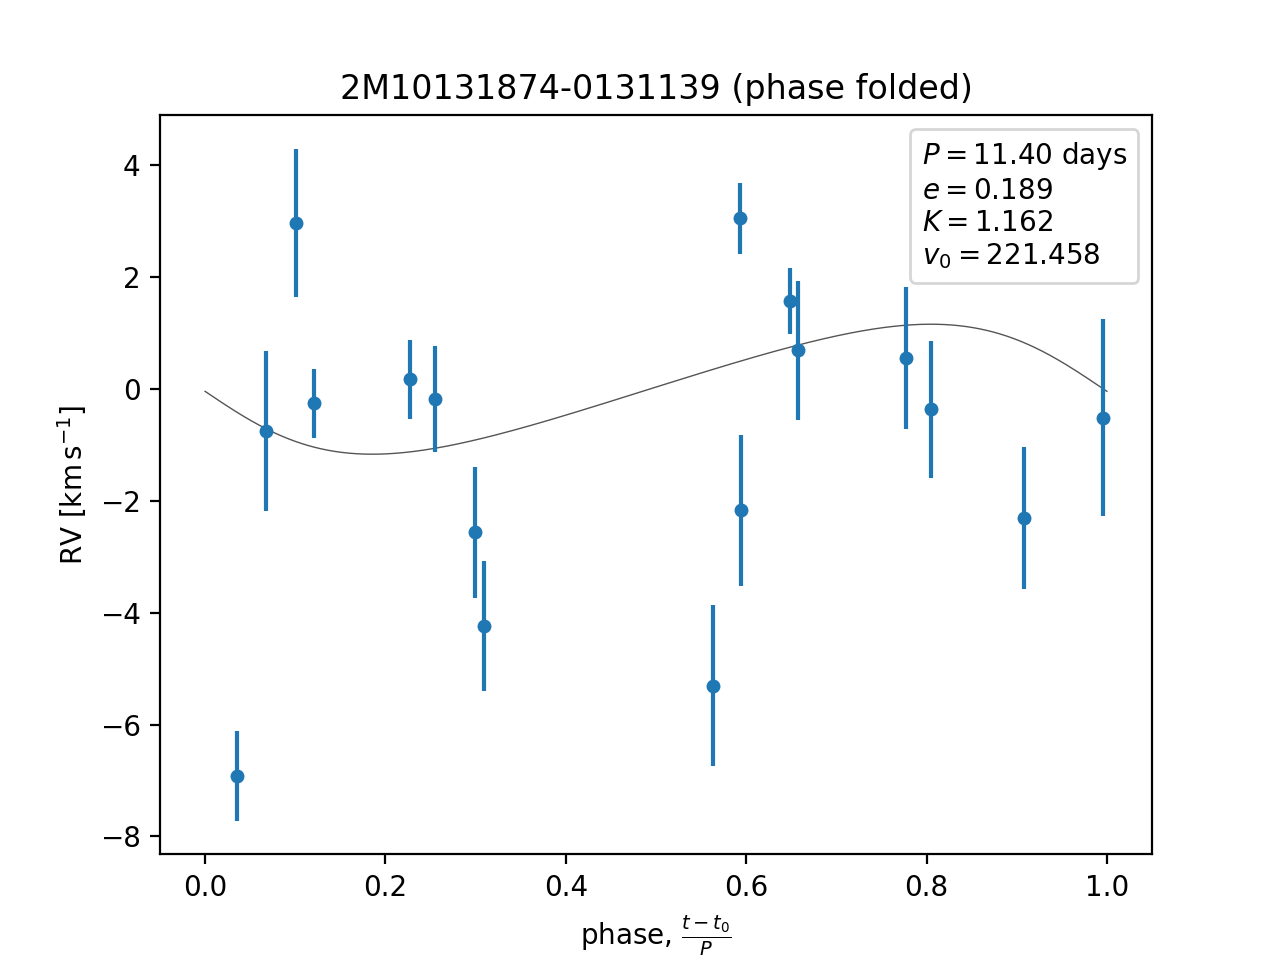 2M10131874-0131139 (phase folded)
P = 11.40 days
e = 0.189
K = 1.162
v₀ = 221.458
4
2
0
−2
−4
−6
−8
RV [km s⁻¹]
0.0 0.2 0.4 0.6 0.8 1.0
phase, (t − t₀)/P